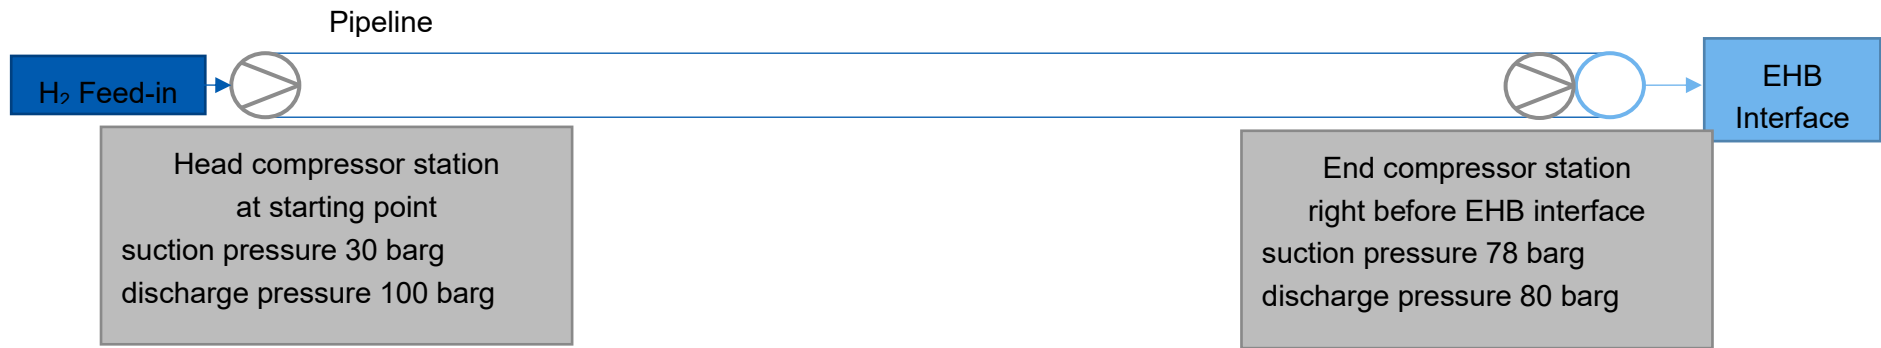 Pipeline
H₂ Feed-in
EHB
Interface
Head compressor station
at starting point
suction pressure 30 barg
discharge pressure 100 barg
End compressor station
right before EHB interface
suction pressure 78 barg
discharge pressure 80 barg